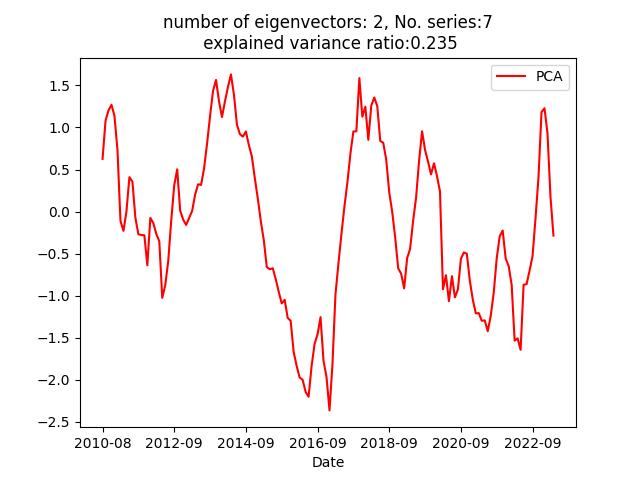 number of eigenvectors: 2, No. series:7
explained variance ratio:0.235
PCA
1.5
1.0
0.5
0.0
−0.5
−1.0
−1.5
−2.0
−2.5
2010-08 2012-09 2014-09 2016-09 2018-09 2020-09 2022-09
Date